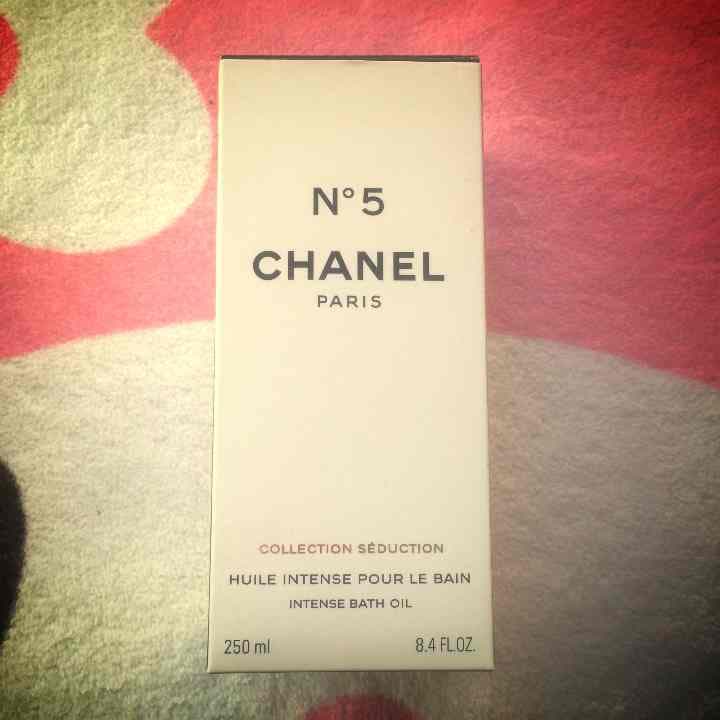 N°5
CHANEL
PARIS
COLLECTION SÉDUCTION
HUILE INTENSE POUR LE BAIN
INTENSE BATH OIL
250 ml 8.4 FL.OZ.